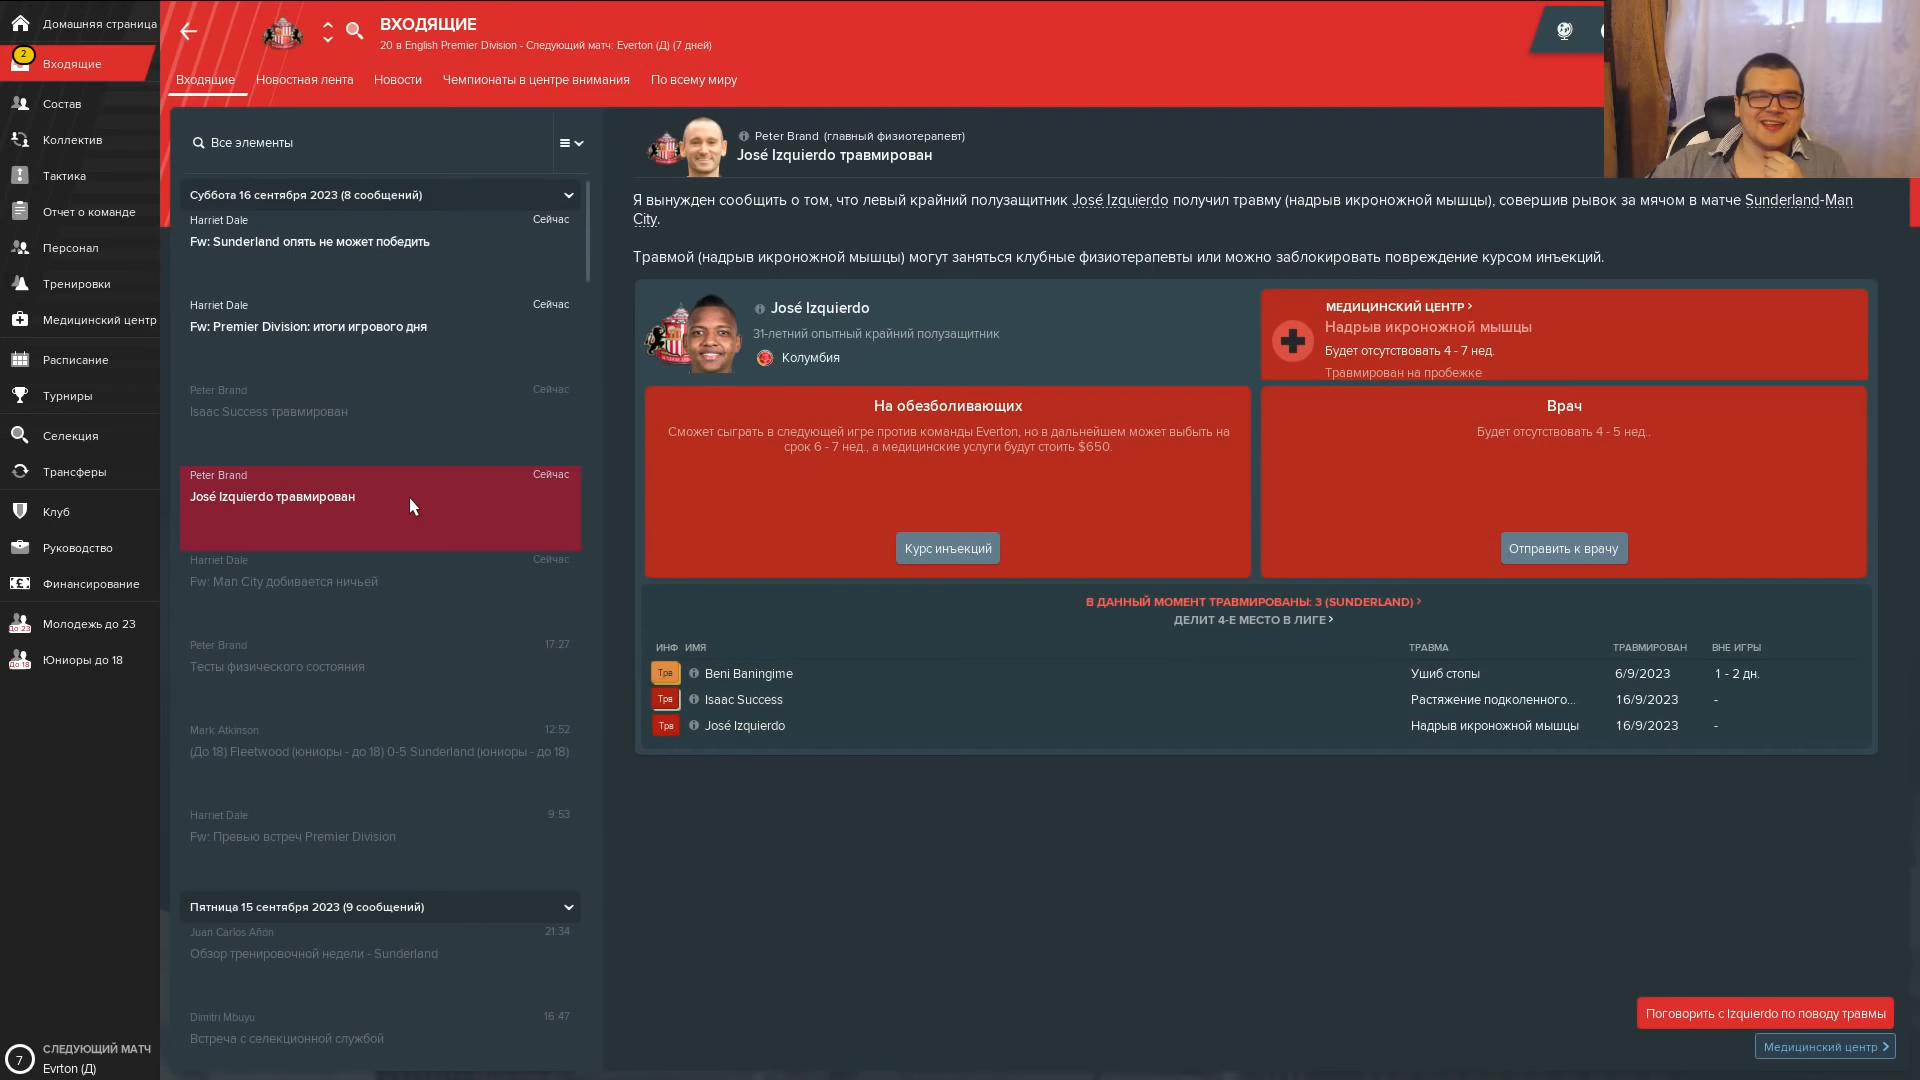 Домашняя страница
2
Входящие
Состав
Коллектив
Тактика
Отчет о команде
Персонал
Тренировки
Медицинский центр
Расписание
Турниры
Селекция
Трансферы
Клуб
Руководство
Финансирование
До 23
Молодежь до 23
До 18
Юниоры до 18
7
СЛЕДУЮЩИЙ МАТЧ
Evrton (Д)
ВХОДЯЩИЕ
20 в English Premier Division - Следующий матч: Everton (Д) (7 дней)
Входящие
Новостная лента
Новости
Чемпионаты в центре внимания
По всему миру
Все элементы
Суббота 16 сентября 2023 (8 сообщений)
Harriet Dale
Сейчас
Fw: Sunderland опять не может победить
Harriet Dale
Сейчас
Fw: Premier Division: итоги игрового дня
Peter Brand
Сейчас
Isaac Success травмирован
Peter Brand
Сейчас
José Izquierdo травмирован
Harriet Dale
Сейчас
Fw: Man City добивается ничьей
Peter Brand
17:27
Тесты физического состояния
Mark Atkinson
12:52
(До 18) Fleetwood (юниоры - до 18) 0-5 Sunderland (юниоры - до 18)
Harriet Dale
9:53
Fw: Превью встреч Premier Division
Пятница 15 сентября 2023 (9 сообщений)
Juan Carlos Añón
21:34
Обзор тренировочной недели - Sunderland
Dimitri Mbuyu
16:47
Встреча с селекционной службой
Peter Brand (главный физиотерапевт)
José Izquierdo травмирован
Я вынужден сообщить о том, что левый крайний полузащитник José Izquierdo получил травму (надрыв икроножной мышцы), совершив рывок за мячом в матче Sunderland-Man
City.
Травмой (надрыв икроножной мышцы) могут заняться клубные физиотерапевты или можно заблокировать повреждение курсом инъекций.
José Izquierdo
31-летний опытный крайний полузащитник
Колумбия
МЕДИЦИНСКИЙ ЦЕНТР >
Надрыв икроножной мышцы
Будет отсутствовать 4 - 7 нед.
Травмирован на пробежке
На обезболивающих
Сможет сыграть в следующей игре против команды Everton, но в дальнейшем может выбыть на
срок 6 - 7 нед., а медицинские услуги будут стоить $650.
Курс инъекций
Врач
Будет отсутствовать 4 - 5 нед..
Отправить к врачу
В ДАННЫЙ МОМЕНТ ТРАВМИРОВАНЫ: 3 (SUNDERLAND) >
ДЕЛИТ 4-Е МЕСТО В ЛИГЕ >
ИНФ ИМЯ ТРАВМА ТРАВМИРОВАН ВНЕ ИГРЫ
Трв Beni Baningime Ушиб стопы 6/9/2023 1 - 2 дн.
Трв Isaac Success Растяжение подколенного... 16/9/2023 -
Трв José Izquierdo Надрыв икроножной мышцы 16/9/2023 -
Поговорить с Izquierdo по поводу травмы
Медицинский центр >